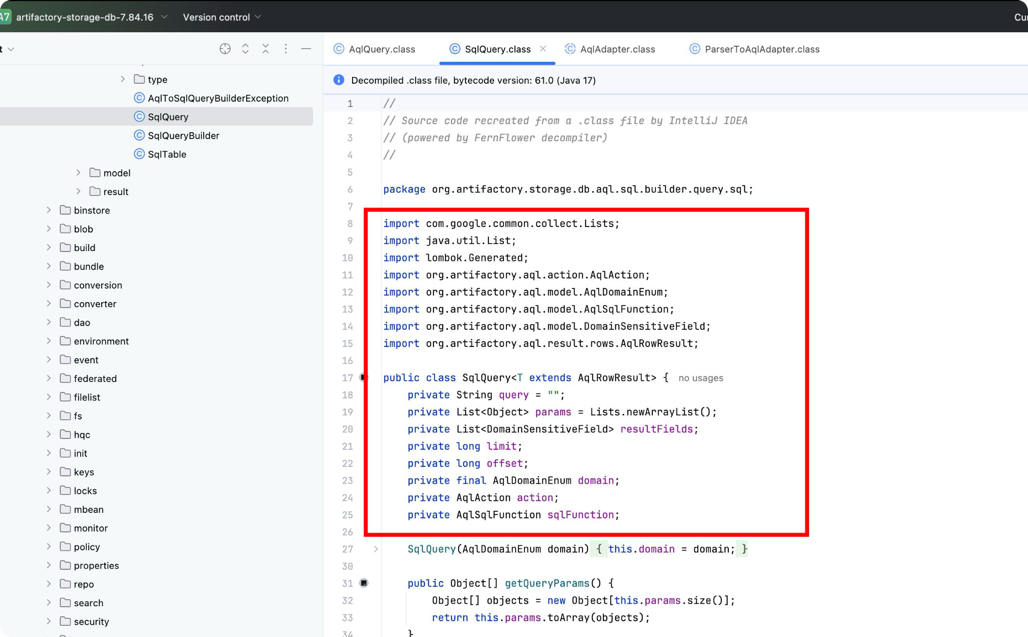 A7 artifactory-storage-db-7.84.16 Version control
AqlQuery.class SqlQuery.class AqlAdapter.class ParserToAqlAdapter.class
Decompiled .class file, bytecode version: 61.0 (Java 17)
type
AqlToSqlQueryBuilderException
SqlQuery
SqlQueryBuilder
SqlTable
model
result
binstore
blob
build
bundle
conversion
converter
dao
environment
event
federated
filelist
fs
hqc
init
keys
locks
mbean
monitor
policy
properties
repo
search
security
1 //
2 // Source code recreated from a .class file by IntelliJ IDEA
3 // (powered by FernFlower decompiler)
4 //
5
6 package org.artifactory.storage.db.aql.sql.builder.query.sql;
7
8 import com.google.common.collect.Lists;
9 import java.util.List;
10 import lombok.Generated;
11 import org.artifactory.aql.action.AqlAction;
12 import org.artifactory.aql.model.AqlDomainEnum;
13 import org.artifactory.aql.model.AqlSqlFunction;
14 import org.artifactory.aql.model.DomainSensitiveField;
15 import org.artifactory.aql.result.rows.AqlRowResult;
16
17 public class SqlQuery<T extends AqlRowResult> { no usages
18 private String query = "";
19 private List<Object> params = Lists.newArrayList();
20 private List<DomainSensitiveField> resultFields;
21 private long limit;
22 private long offset;
23 private final AqlDomainEnum domain;
24 private AqlAction action;
25 private AqlSqlFunction sqlFunction;
26
27 SqlQuery(AqlDomainEnum domain) { this.domain = domain; }
30
31 public Object[] getQueryParams() {
32 Object[] objects = new Object[this.params.size()];
33 return this.params.toArray(objects);
34 }